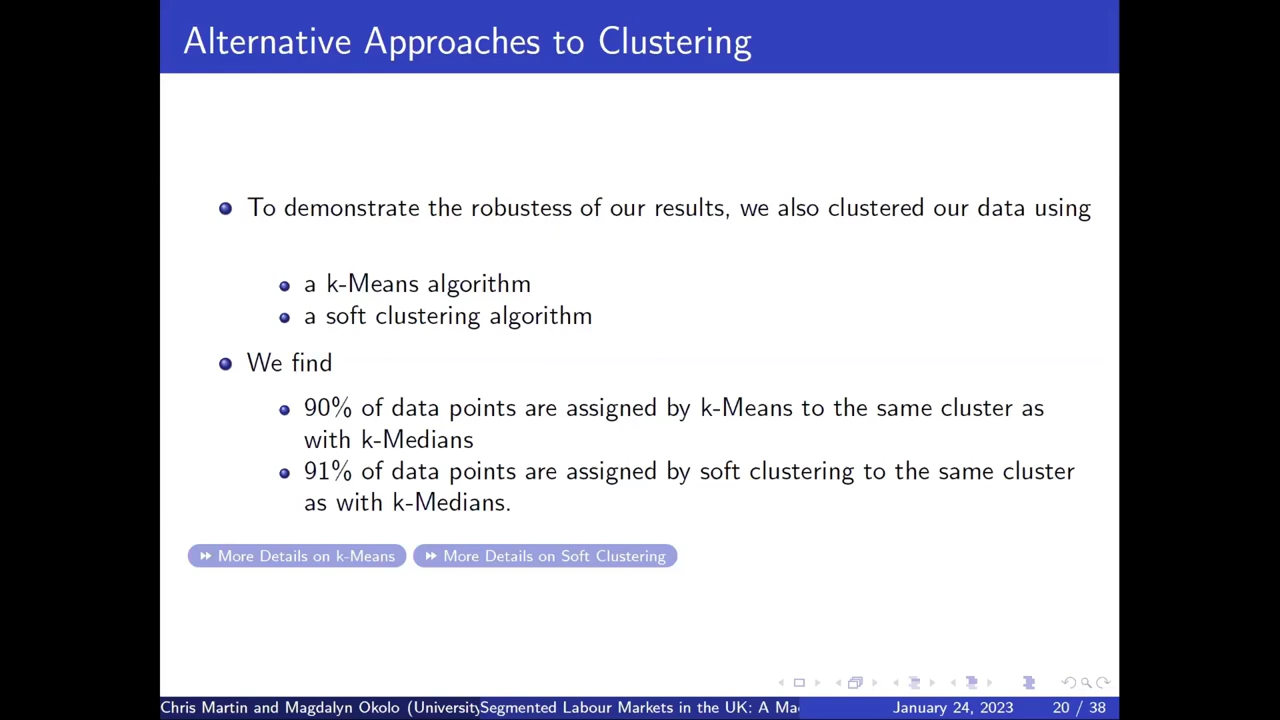 Alternative Approaches to Clustering
To demonstrate the robustess of our results, we also clustered our data using
a k-Means algorithm
a soft clustering algorithm
We find
90% of data points are assigned by k-Means to the same cluster as
with k-Medians
91% of data points are assigned by soft clustering to the same cluster
as with k-Medians.
More Details on k-Means More Details on Soft Clustering
Chris Martin and Magdalyn Okolo (University Segmented Labour Markets in the UK: A Ma January 24, 2023 20 / 38